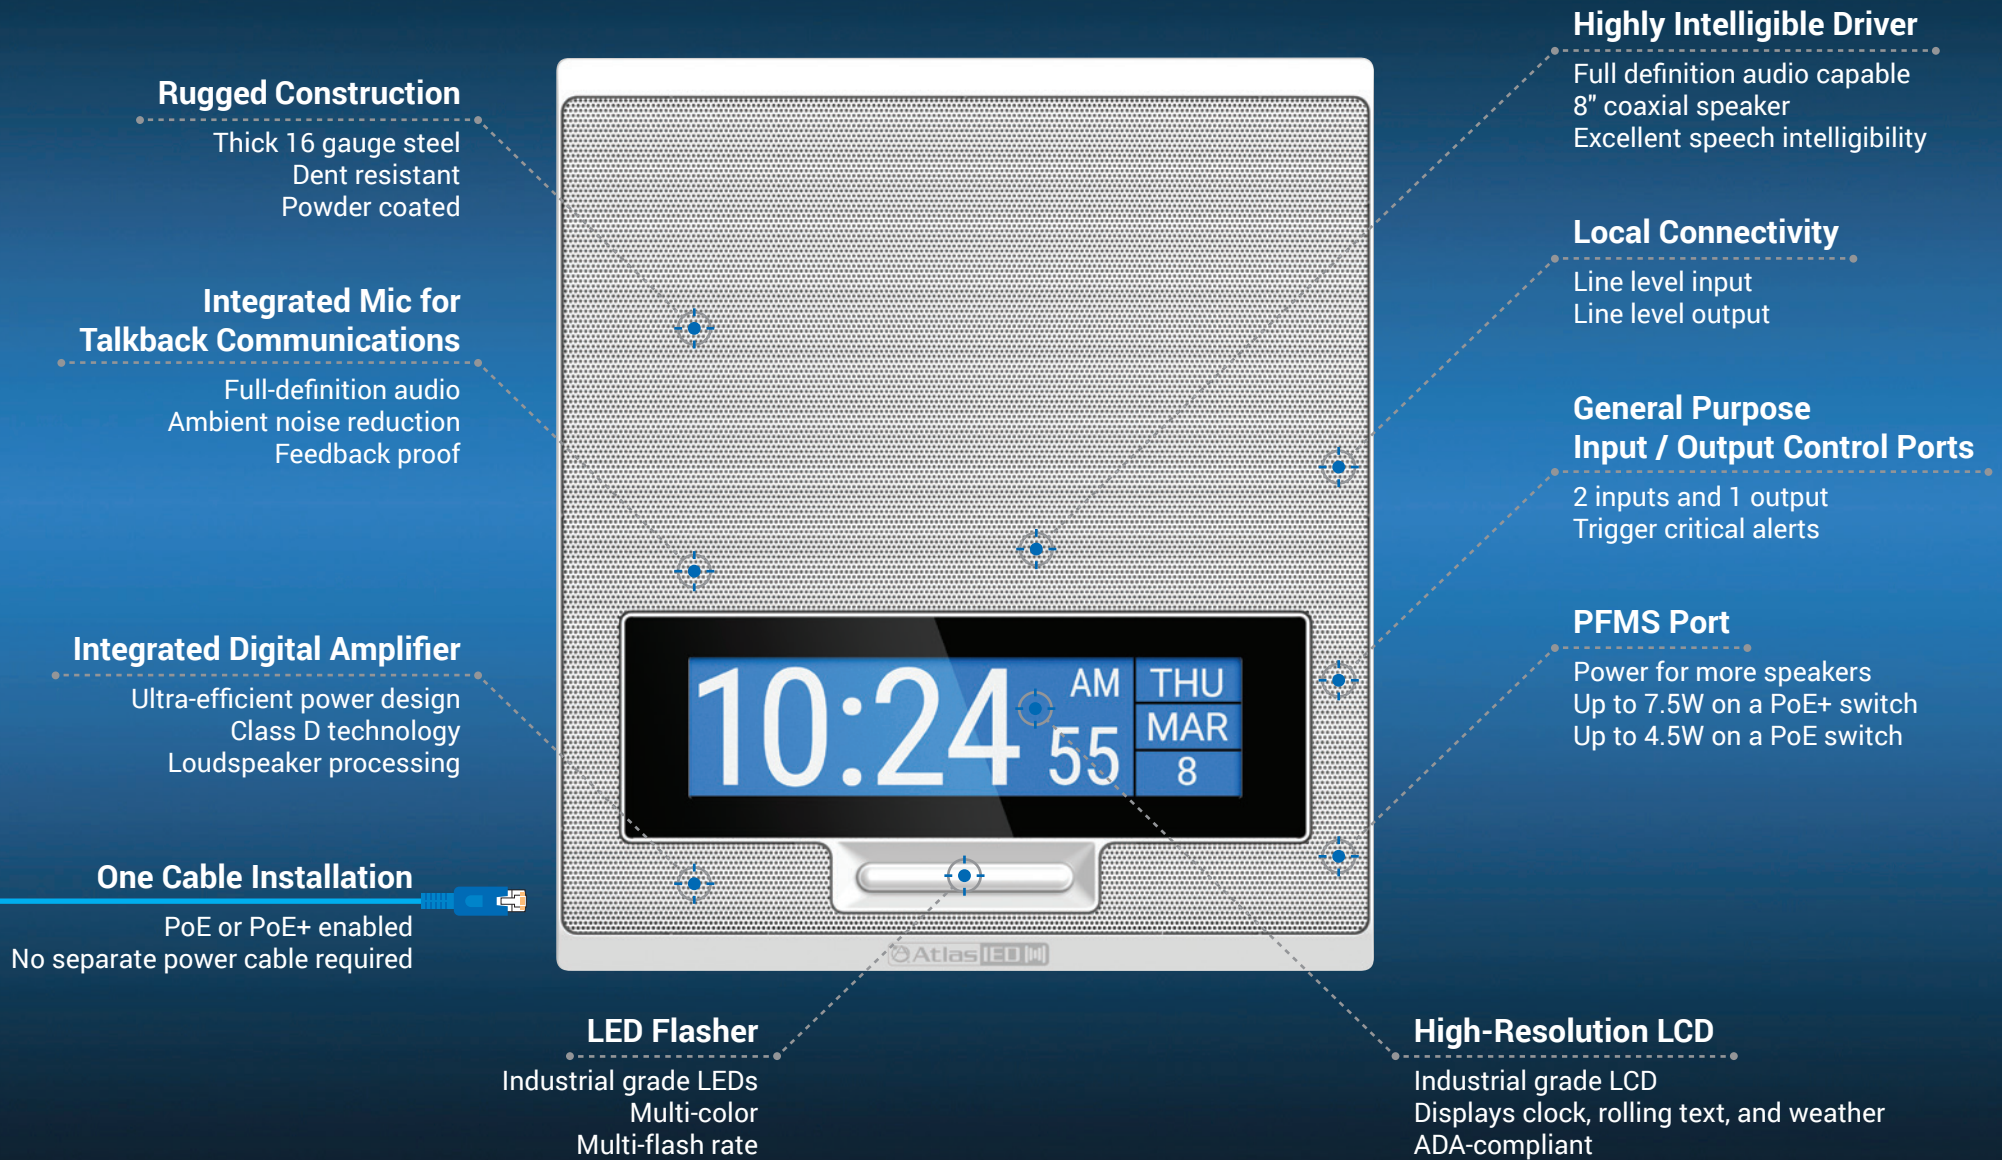 Rugged Construction
Thick 16 gauge steel
Dent resistant
Powder coated
Integrated Mic for
Talkback Communications
Full-definition audio
Ambient noise reduction
Feedback proof
Integrated Digital Amplifier
Ultra-efficient power design
Class D technology
Loudspeaker processing
One Cable Installation
PoE or PoE+ enabled
No separate power cable required
10:24 AM 55
THU
MAR
8
AtlasIED
LED Flasher
Industrial grade LEDs
Multi-color
Multi-flash rate
Highly Intelligible Driver
Full definition audio capable
8" coaxial speaker
Excellent speech intelligibility
Local Connectivity
Line level input
Line level output
General Purpose
Input / Output Control Ports
2 inputs and 1 output
Trigger critical alerts
PFMS Port
Power for more speakers
Up to 7.5W on a PoE+ switch
Up to 4.5W on a PoE switch
High-Resolution LCD
Industrial grade LCD
Displays clock, rolling text, and weather
ADA-compliant